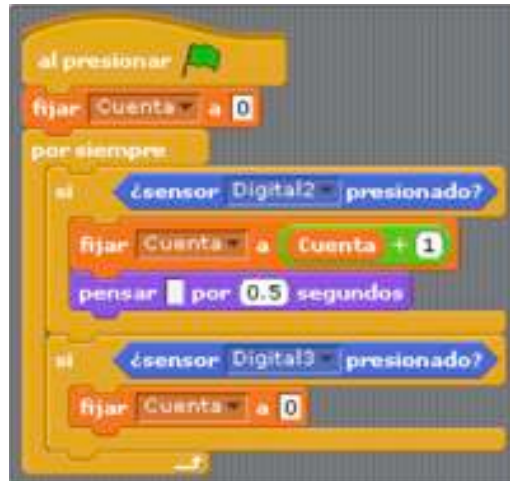 al presionar
fijar Cuenta a 0
por siempre
si ¿sensor Digital2 presionado?
fijar Cuenta a Cuenta + 1
pensar por 0.5 segundos
si ¿sensor Digital3 presionado?
fijar Cuenta a 0